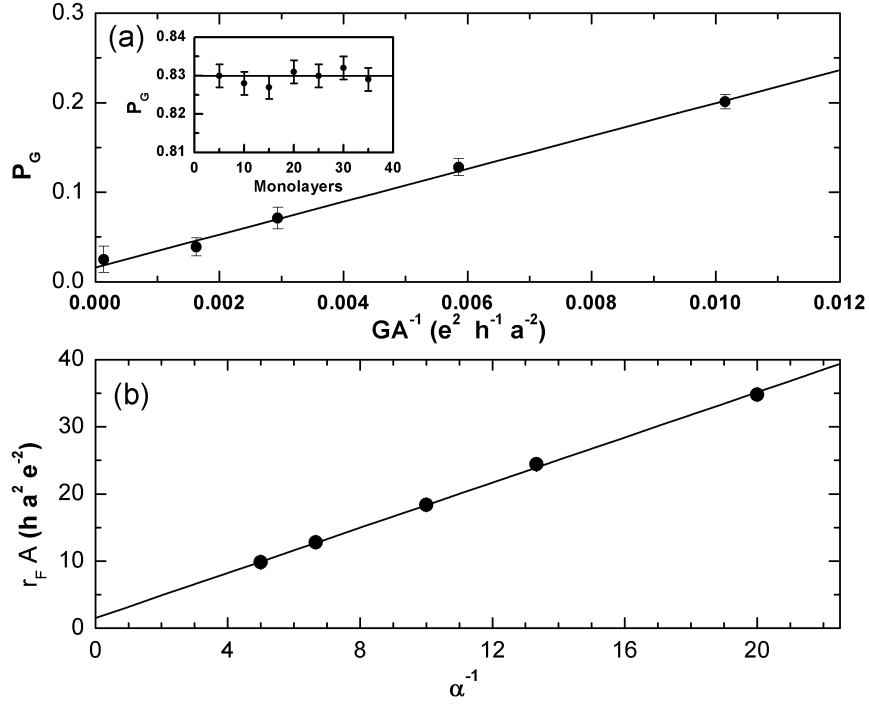 (a)
P_G
0.3
0.2
0.1
0.0
0.000 0.002 0.004 0.006 0.008 0.010 0.012
GA⁻¹ (e² h⁻¹ a⁻²)
P_G
0.84
0.83
0.82
0.81
0 10 20 30 40
Monolayers
(b)
r_F A (h a² e⁻²)
40
30
20
10
0
0 4 8 12 16 20
α⁻¹